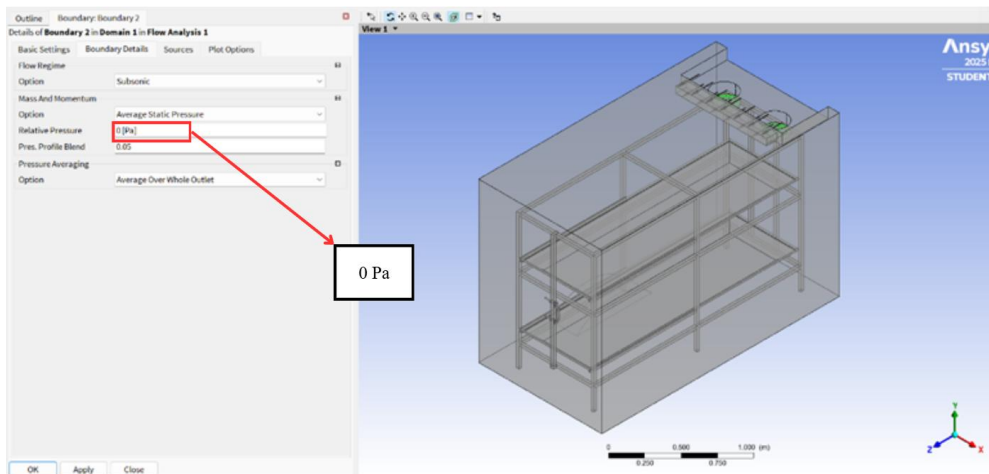 Outline Boundary: Boundary 2
Details of Boundary 2 in Domain 1 in Flow Analysis 1
Basic Settings Boundary Details Sources Plot Options
Flow Regime
Option Subsonic
Mass And Momentum
Option Average Static Pressure
Relative Pressure 0 [Pa]
Pres. Profile Blend 0.05
Pressure Averaging
Option Average Over Whole Outlet
OK Apply Close
0 Pa
View 1
Ansy
2025
STUDENT
0 0.500 1.000 (m)
0.250 0.750
Y
Z X